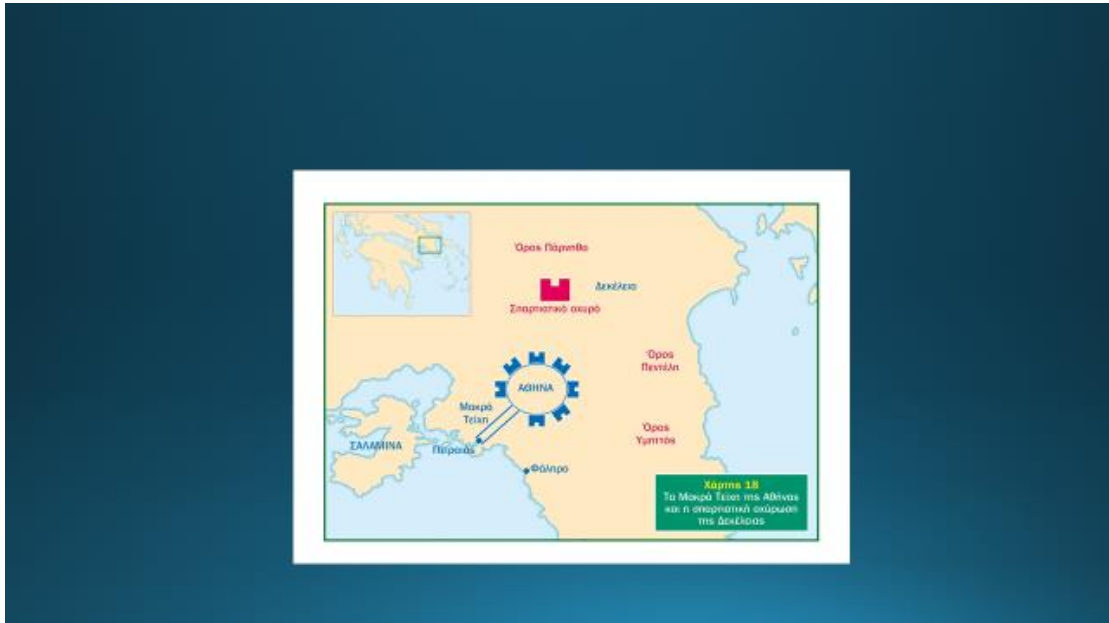 Όρος Πάρνηθα
Δεκέλεια
Σπαρτιατικό οχυρό
Όρος
Πεντέλη
ΑΘΗΝΑ
Μακρά
Τείχη
Όρος
Υμηττός
ΣΑΛΑΜΙΝΑ
Πειραιάς
Φάληρο
Χάρτης 18
Τα Μακρά Τείχη της Αθήνας
και η σπαρτιατική οχύρωση
της Δεκέλειας